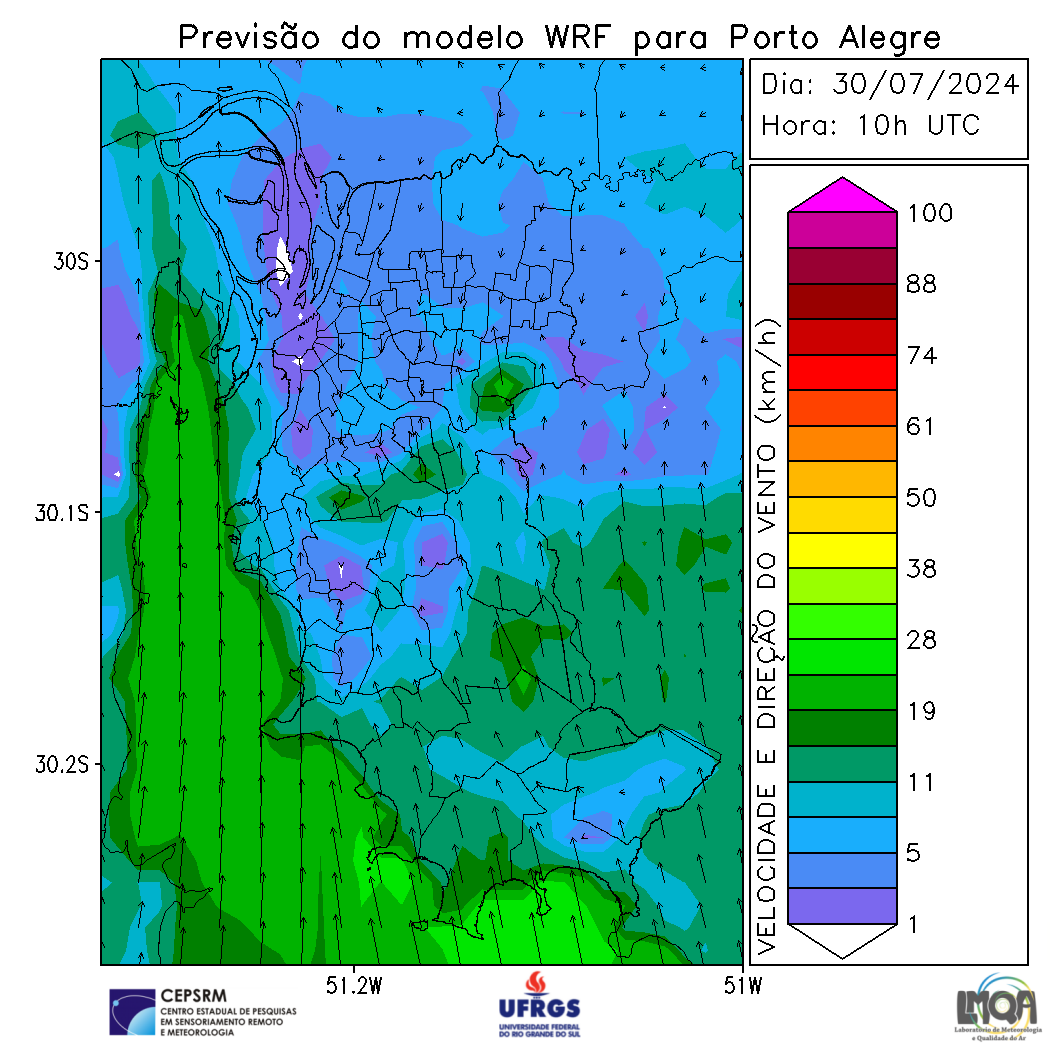 Previsão do modelo WRF para Porto Alegre
Dia: 30/07/2024
Hora: 10h UTC
30S
30.1S
30.2S
51.2W
51W
VELOCIDADE E DIREÇÃO DO VENTO (km/h)
100
88
74
61
50
38
28
19
11
5
1
CEPSRM
CENTRO ESTADUAL DE PESQUISAS
EM SENSORIAMENTO REMOTO
E METEOROLOGIA
UFRGS
UNIVERSIDADE FEDERAL
DO RIO GRANDE DO SUL
LMQA
Laboratório de Meteorologia
e Qualidade do Ar